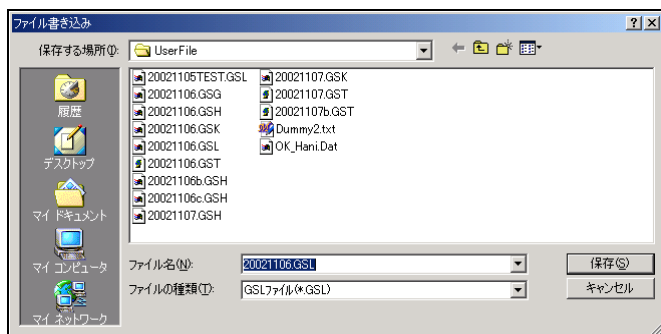 ファイル書き込み
保存する場所(I):
UserFile
履歴
デスクトップ
マイ ドキュメント
マイ コンピュータ
マイ ネットワーク
20021105TEST.GSL
20021106.GSG
20021106.GSH
20021106.GSK
20021106.GSL
20021106.GST
20021106b.GSH
20021106c.GSH
20021107.GSH
20021107.GSK
20021107.GST
20021107b.GST
Dummy2.txt
OK_Hani.Dat
ファイル名(N):
20021106.GSL
保存(S)
ファイルの種類(T):
GSLファイル(*.GSL)
キャンセル